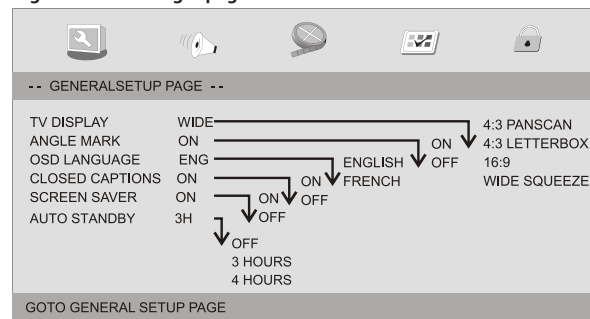 -- GENERALSETUP PAGE --
TV DISPLAY WIDE 4:3 PANSCAN
ANGLE MARK ON ON 4:3 LETTERBOX
OSD LANGUAGE ENG ENGLISH OFF 16:9
CLOSED CAPTIONS ON ON FRENCH WIDE SQUEEZE
SCREEN SAVER ON ON OFF
AUTO STANDBY 3H OFF
OFF
3 HOURS
4 HOURS
GOTO GENERAL SETUP PAGE